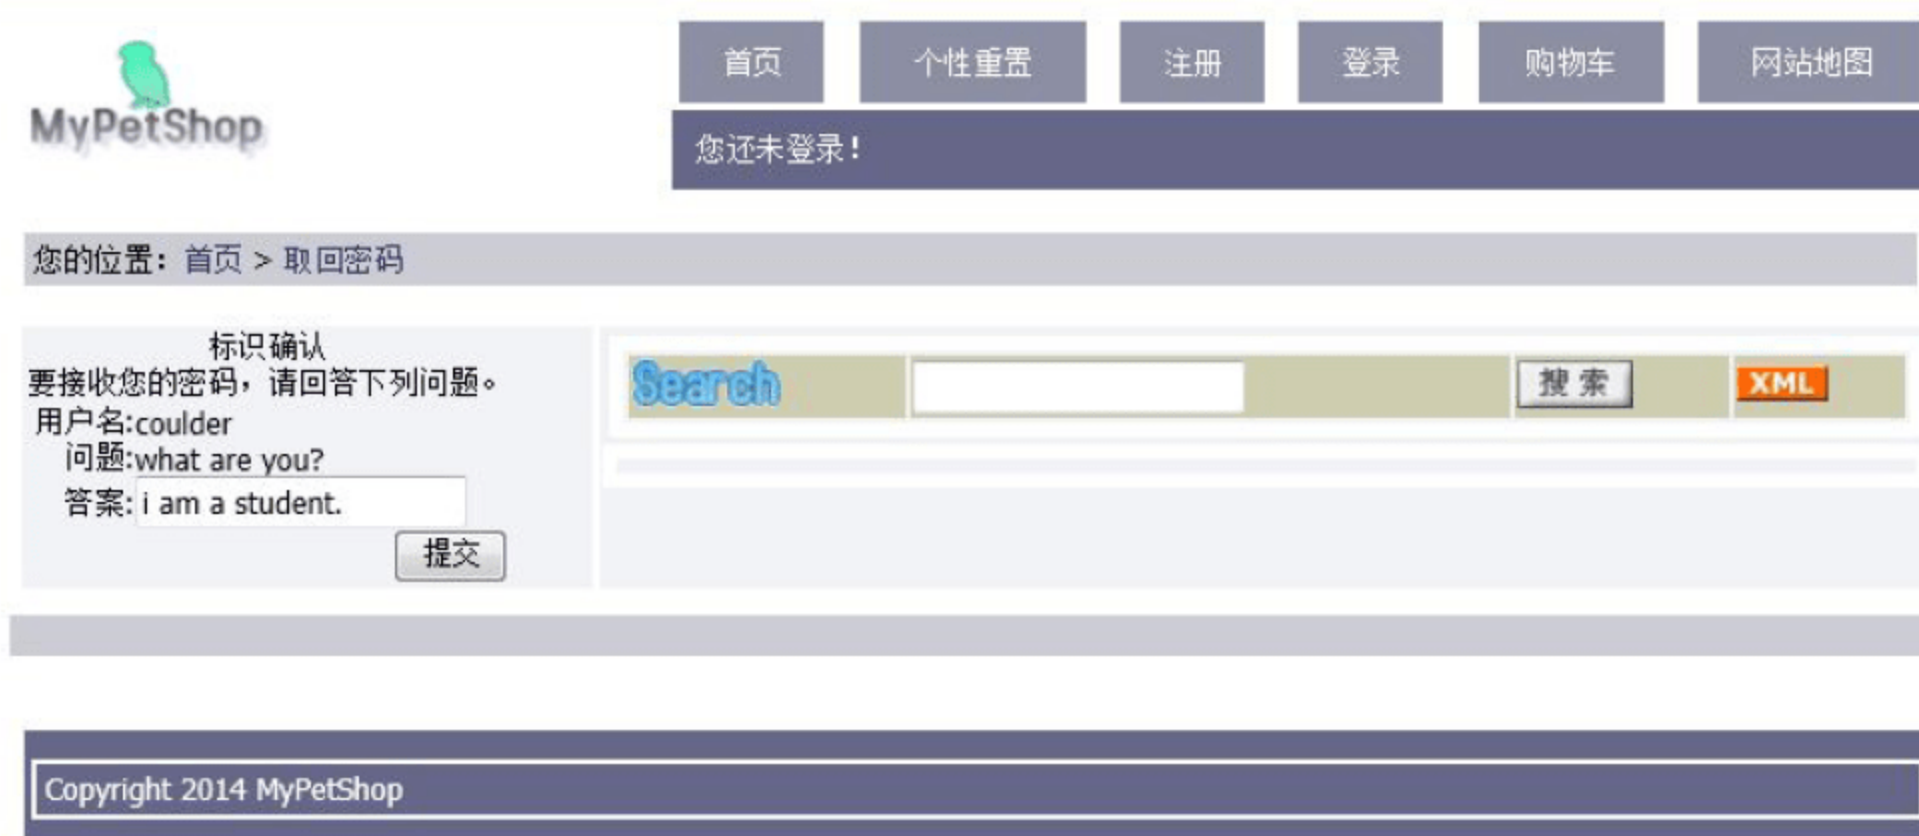 MyPetShop
首页 个性重置 注册 登录 购物车 网站地图
您还未登录!
您的位置: 首页 > 取回密码
标识确认
要接收您的密码，请回答下列问题。
用户名:coulder
问题:what are you?
答案: i am a student.
提交
Search 搜索 XML
Copyright 2014 MyPetShop